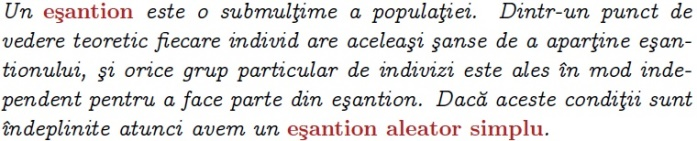 Un eşantion este o submulţime a populaţiei. Dintr-un punct de
vedere teoretic fiecare individ are aceleaşi şanse de a aparţine eşan-
tionului, şi orice grup particular de indivizi este ales în mod inde-
pendent pentru a face parte din eşantion. Dacă aceste condiţii sunt
îndeplinite atunci avem un eşantion aleator simplu.